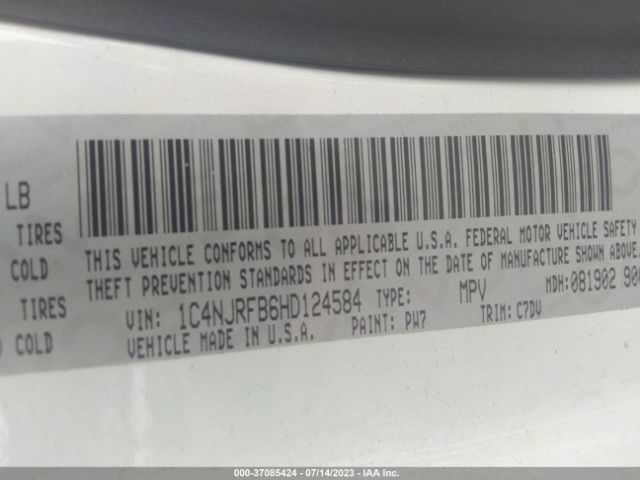 LB
TIRES
COLD
TIRES
COLD
THIS VEHICLE CONFORMS TO ALL APPLICABLE U.S.A. FEDERAL MOTOR VEHICLE SAFETY
THEFT PREVENTION STANDARDS IN EFFECT ON THE DATE OF MANUFACTURE SHOWN ABOVE.
VIN: 1C4NJRFB6HD124584 TYPE: MPV MDH:081902 90
VEHICLE MADE IN U.S.A. PAINT: PW7 TRIM: C7DV
000-37085424 - 07/14/2023 - IAA Inc.